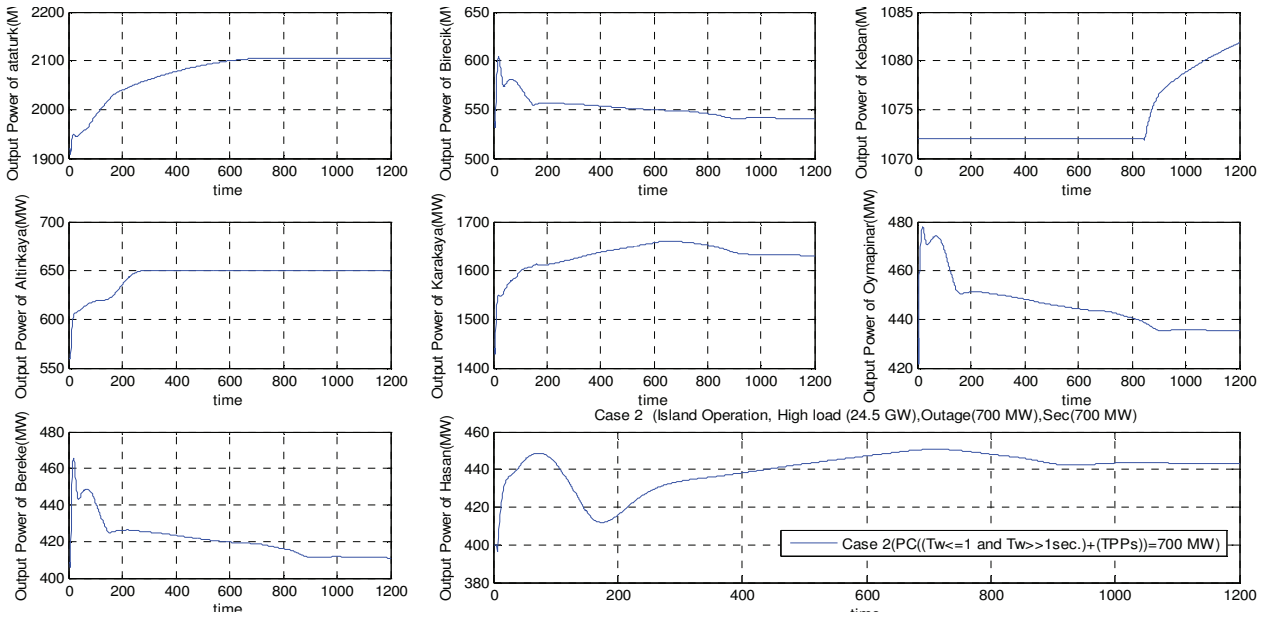 Output Power of ataturk(MW
2200
2100
2000
1900
0 200 400 600 800 1000 1200
time
Output Power of Birecik(MW
650
600
550
500
0 200 400 600 800 1000 1200
time
Output Power of Keban(MW
1085
1080
1075
1070
0 200 400 600 800 1000 1200
time
Output Power of Altinkaya(MW)
700
650
600
550
0 200 400 600 800 1000 1200
time
Output Power of Karakaya(MW)
1700
1600
1500
1400
0 200 400 600 800 1000 1200
time
Output Power of Oymapinar(MW)
480
460
440
420
0 200 400 600 800 1000 1200
time
Output Power of Bereke(MW)
480
460
440
420
400
0 200 400 600 800 1000 1200
time
Case 2 (Island Operation, High load (24.5 GW),Outage(700 MW),Sec(700 MW)
Output Power of Hasan(MW)
460
440
420
400
380
Case 2(PC((Tw<=1 and Tw>>1sec.)+(TPPs))=700 MW)
0 200 400 600 800 1000 1200
time